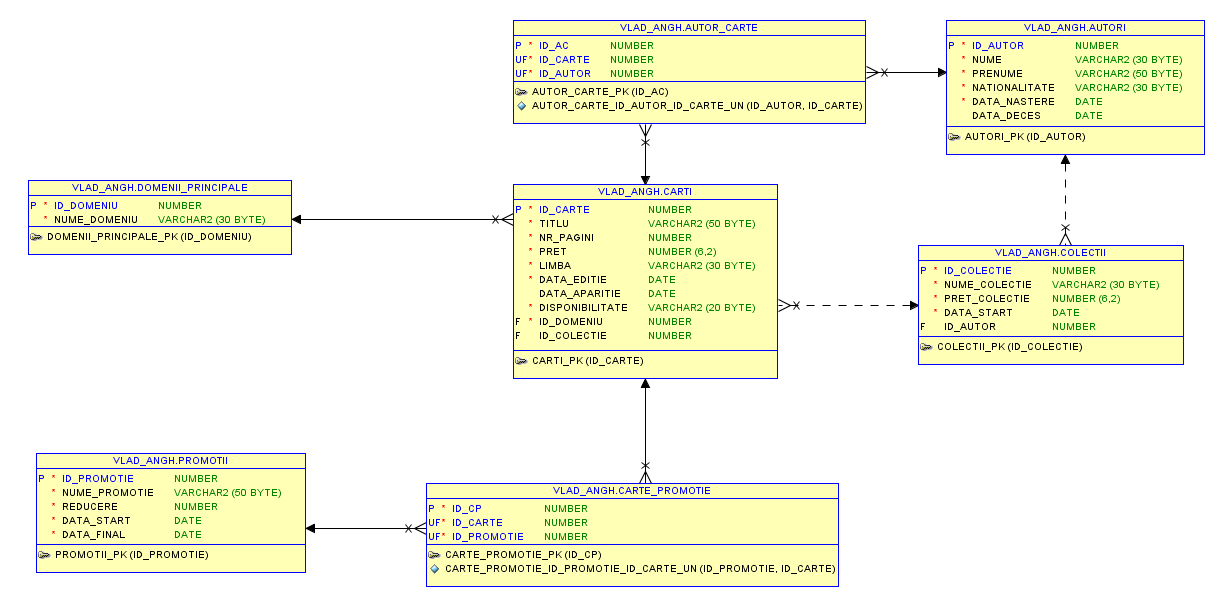 VLAD_ANGH.AUTOR_CARTE
P * ID_AC NUMBER
UF* ID_CARTE NUMBER
UF* ID_AUTOR NUMBER
AUTOR_CARTE_PK (ID_AC)
AUTOR_CARTE_ID_AUTOR_ID_CARTE_UN (ID_AUTOR, ID_CARTE)
VLAD_ANGH.AUTORI
P * ID_AUTOR NUMBER
* NUME VARCHAR2 (30 BYTE)
* PRENUME VARCHAR2 (50 BYTE)
* NATIONALITATE VARCHAR2 (30 BYTE)
* DATA_NASTERE DATE
DATA_DECES DATE
AUTORI_PK (ID_AUTOR)
VLAD_ANGH.DOMENII_PRINCIPALE
P * ID_DOMENIU NUMBER
* NUME_DOMENIU VARCHAR2 (30 BYTE)
DOMENII_PRINCIPALE_PK (ID_DOMENIU)
VLAD_ANGH.CARTI
P * ID_CARTE NUMBER
* TITLU VARCHAR2 (50 BYTE)
* NR_PAGINI NUMBER
* PRET NUMBER (6,2)
* LIMBA VARCHAR2 (30 BYTE)
* DATA_EDITIE DATE
DATA_APARITIE DATE
* DISPONIBILITATE VARCHAR2 (20 BYTE)
F * ID_DOMENIU NUMBER
F ID_COLECTIE NUMBER
CARTI_PK (ID_CARTE)
VLAD_ANGH.COLECTII
P * ID_COLECTIE NUMBER
* NUME_COLECTIE VARCHAR2 (30 BYTE)
* PRET_COLECTIE NUMBER (6,2)
* DATA_START DATE
F ID_AUTOR NUMBER
COLECTII_PK (ID_COLECTIE)
VLAD_ANGH.PROMOTII
P * ID_PROMOTIE NUMBER
* NUME_PROMOTIE VARCHAR2 (50 BYTE)
* REDUCERE NUMBER
* DATA_START DATE
* DATA_FINAL DATE
PROMOTII_PK (ID_PROMOTIE)
VLAD_ANGH.CARTE_PROMOTIE
P * ID_CP NUMBER
UF* ID_CARTE NUMBER
UF* ID_PROMOTIE NUMBER
CARTE_PROMOTIE_PK (ID_CP)
CARTE_PROMOTIE_ID_PROMOTIE_ID_CARTE_UN (ID_PROMOTIE, ID_CARTE)